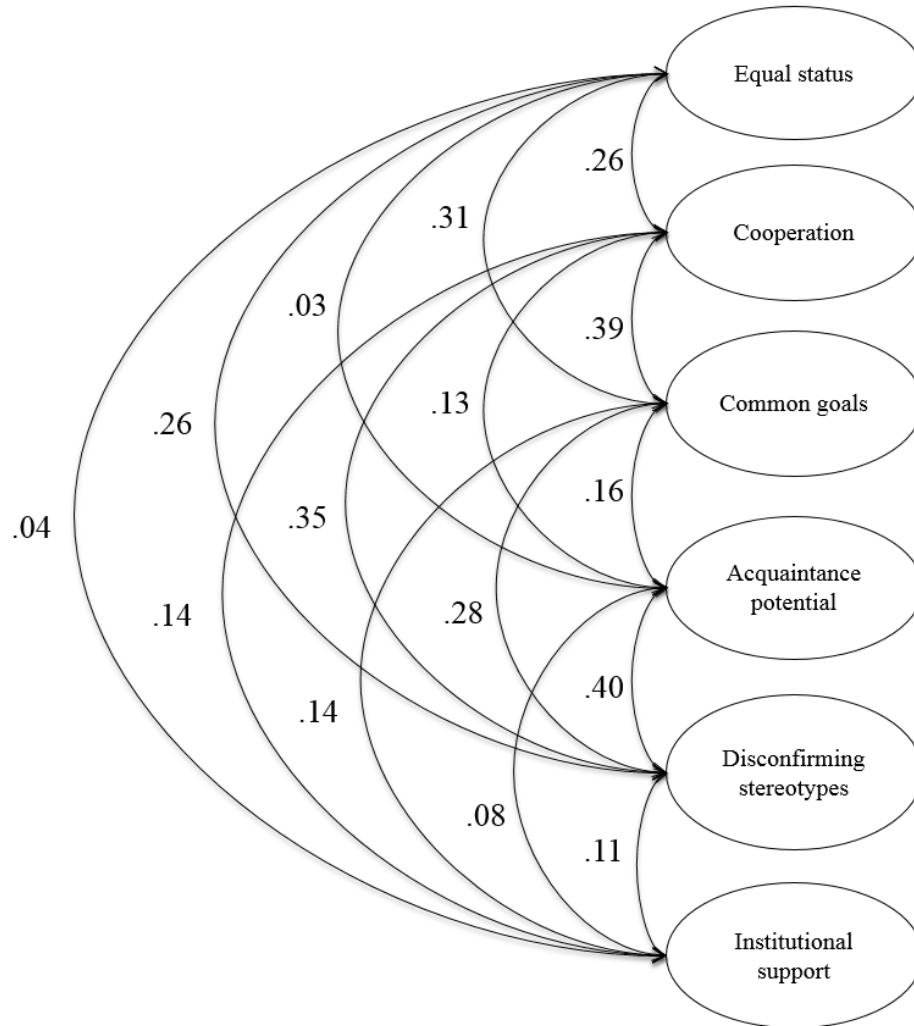 Equal status
.26
.31
Cooperation
.03
.39
.13
Common goals
.26
.16
.35
.04
Acquaintance
potential
.28
.14
.40
.14
Disconfirming
stereotypes
.08
.11
Institutional
support